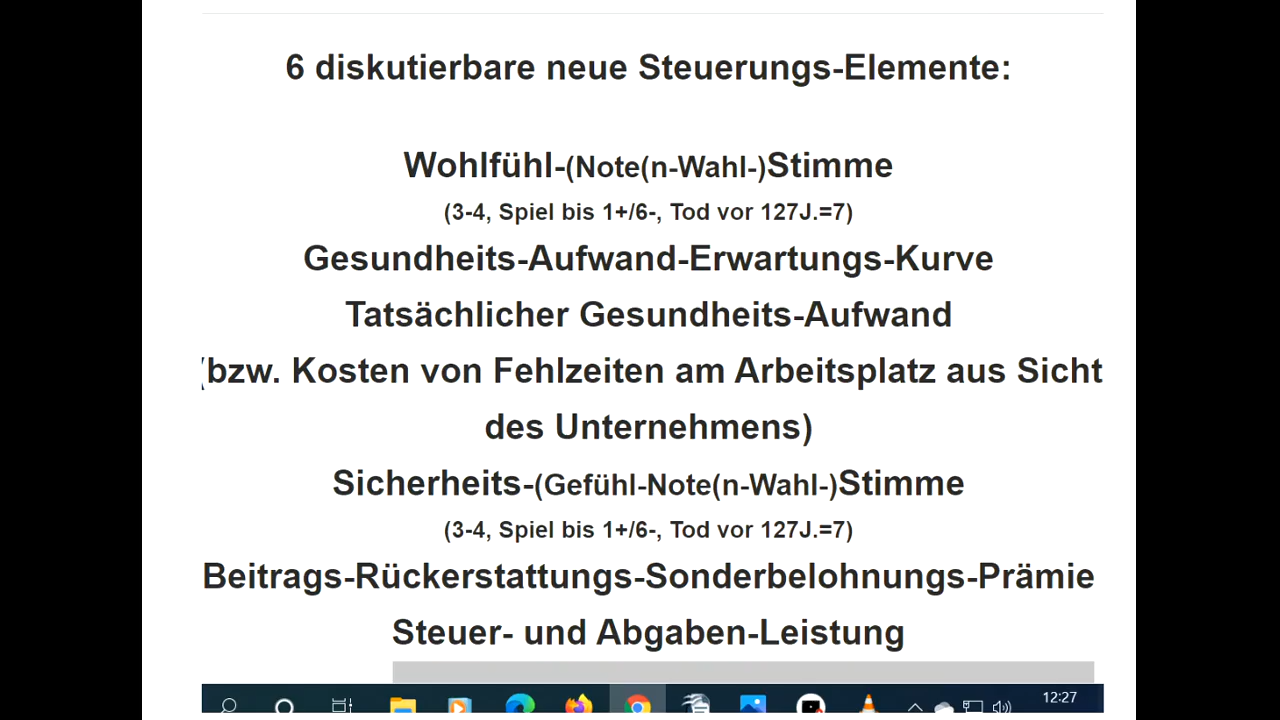 6 diskutierbare neue Steuerungs-Elemente:
Wohlfühl-(Note(n-Wahl-)Stimme
(3-4, Spiel bis 1+/6-, Tod vor 127J.=7)
Gesundheits-Aufwand-Erwartungs-Kurve
Tatsächlicher Gesundheits-Aufwand
(bzw. Kosten von Fehlzeiten am Arbeitsplatz aus Sicht
des Unternehmens)
Sicherheits-(Gefühl-Note(n-Wahl-)Stimme
(3-4, Spiel bis 1+/6-, Tod vor 127J.=7)
Beitrags-Rückerstattungs-Sonderbelohnungs-Prämie
Steuer- und Abgaben-Leistung
12:27